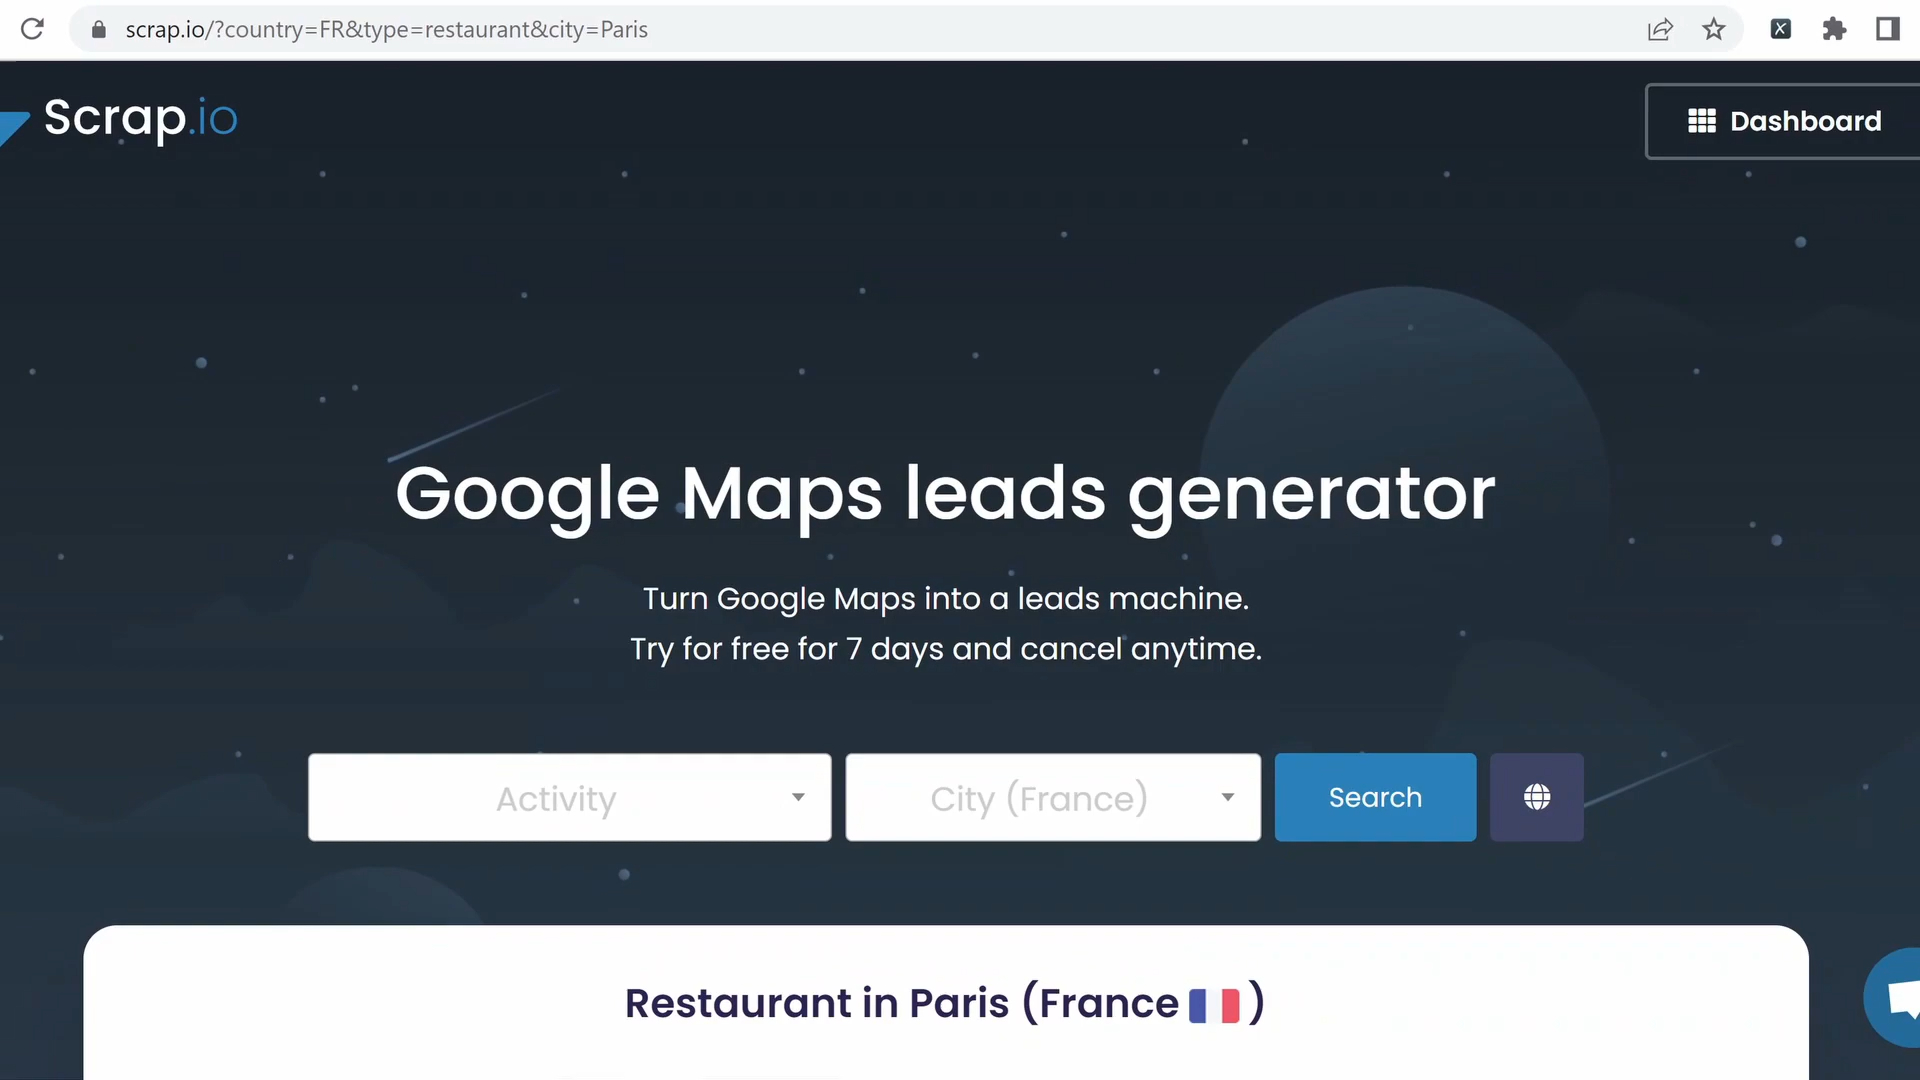 scrap.io/?country=FR&type=restaurant&city=Paris
Scrap.io
Dashboard
Google Maps leads generator
Turn Google Maps into a leads machine.
Try for free for 7 days and cancel anytime.
Activity
City (France)
Search
Restaurant in Paris (France 🇫🇷)